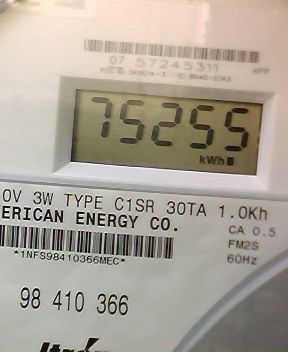 07 57245311
75255
kWh
0V 3W TYPE C1SR 30TA 1.0Kh
ERICAN ENERGY CO.
CA 0.5
FM2S
60Hz
*1NFS98410366MEC*
98 410 366
Itron